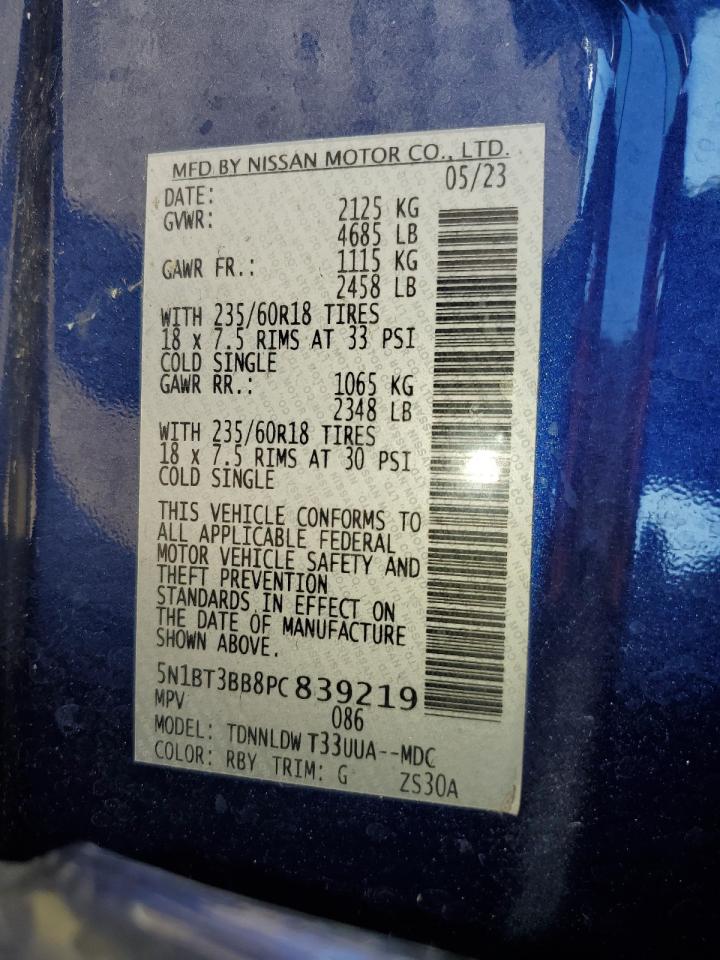 MFD BY NISSAN MOTOR CO., LTD.
DATE: 05/23
GVWR: 2125 KG
4685 LB
GAWR FR.: 1115 KG
2458 LB
WITH 235/60R18 TIRES
18 x 7.5 RIMS AT 33 PSI
COLD SINGLE
GAWR RR.: 1065 KG
2348 LB
WITH 235/60R18 TIRES
18 x 7.5 RIMS AT 30 PSI
COLD SINGLE
THIS VEHICLE CONFORMS TO
ALL APPLICABLE FEDERAL
MOTOR VEHICLE SAFETY AND
THEFT PREVENTION
STANDARDS IN EFFECT ON
THE DATE OF MANUFACTURE
SHOWN ABOVE.
5N1BT3BB8PC839219
MPV 086
MODEL: TDNNLDW T33UUA--MDC
COLOR: RBY TRIM: G ZS30A